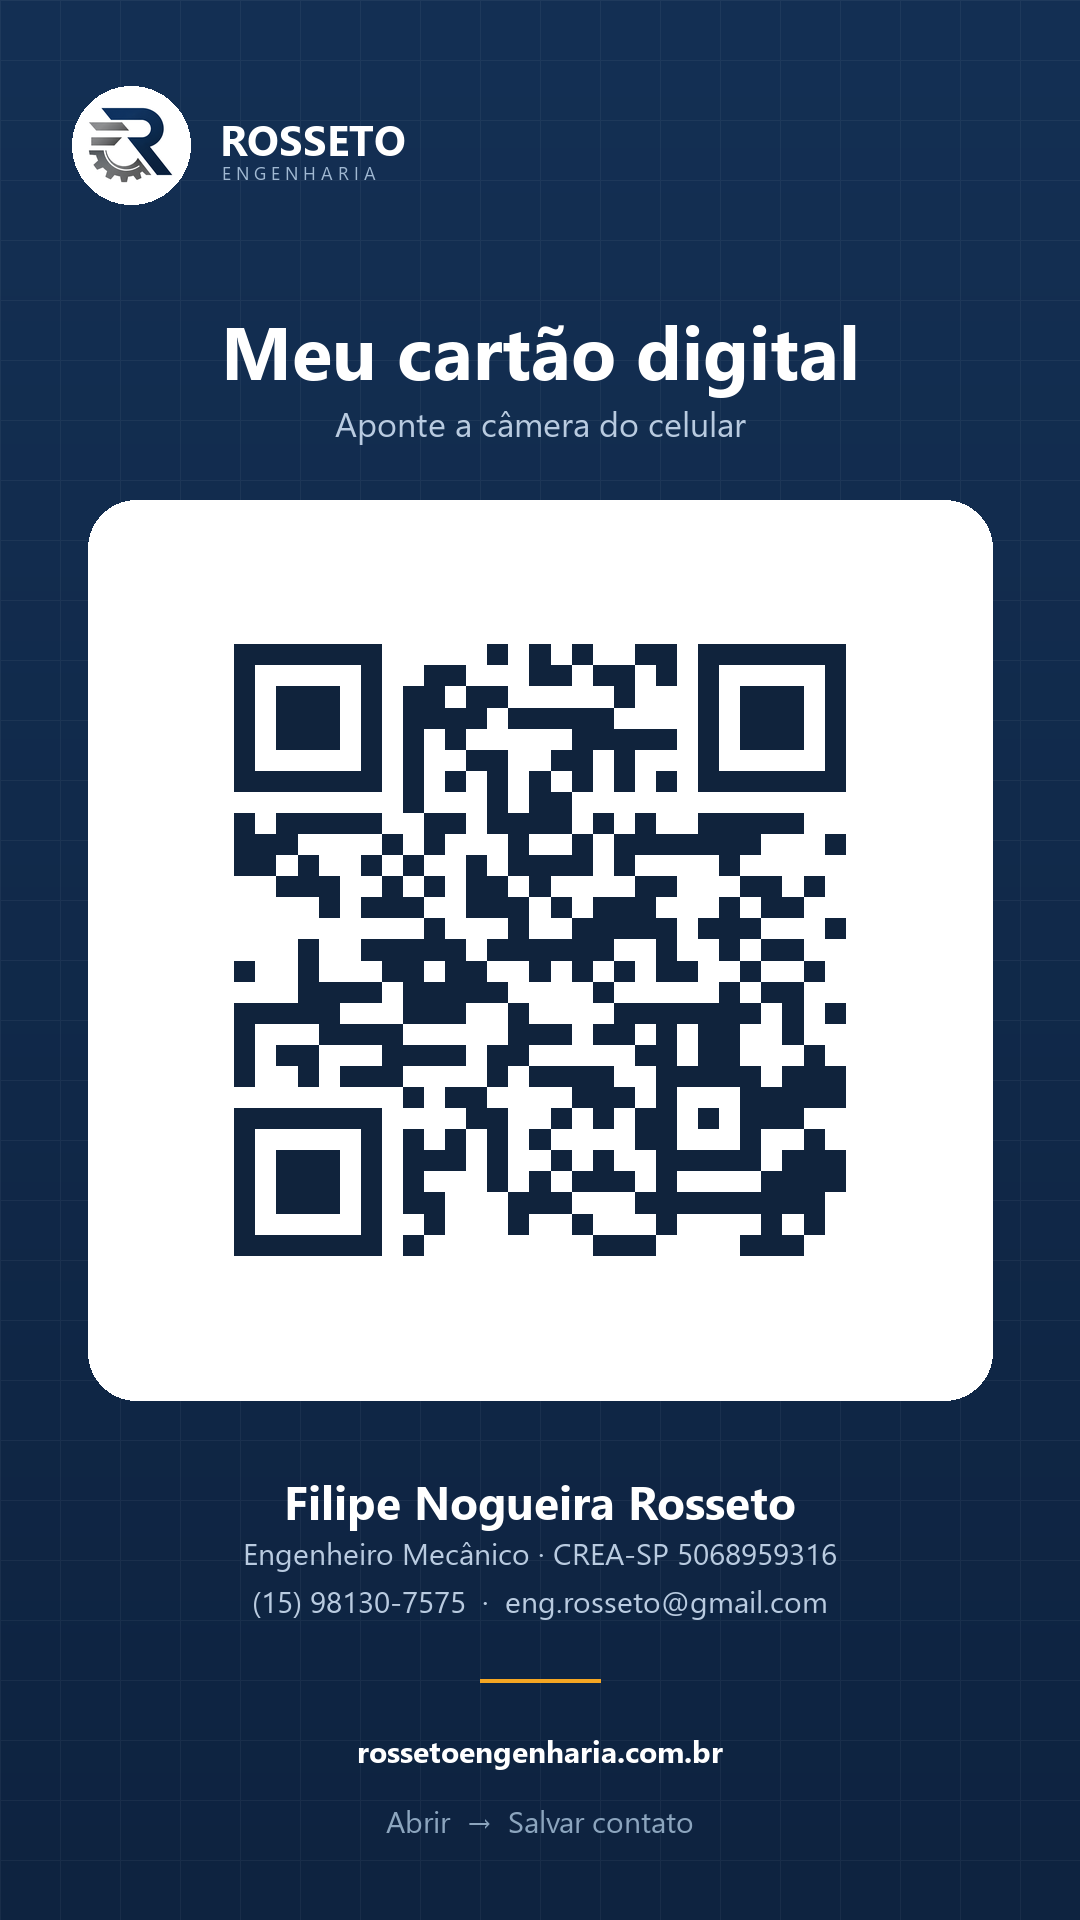 ROSSETO
ENGENHARIA
Meu cartão digital
Aponte a câmera do celular
Filipe Nogueira Rosseto
Engenheiro Mecânico · CREA-SP 5068959316
(15) 98130-7575 · eng.rosseto@gmail.com
rossetoengenharia.com.br
Abrir → Salvar contato